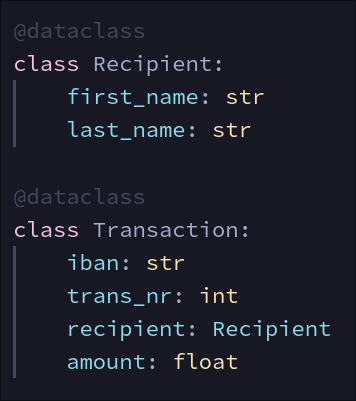 @dataclass
class Recipient:
    first_name: str
    last_name: str
@dataclass
class Transaction:
    iban: str
    trans_nr: int
    recipient: Recipient
    amount: float